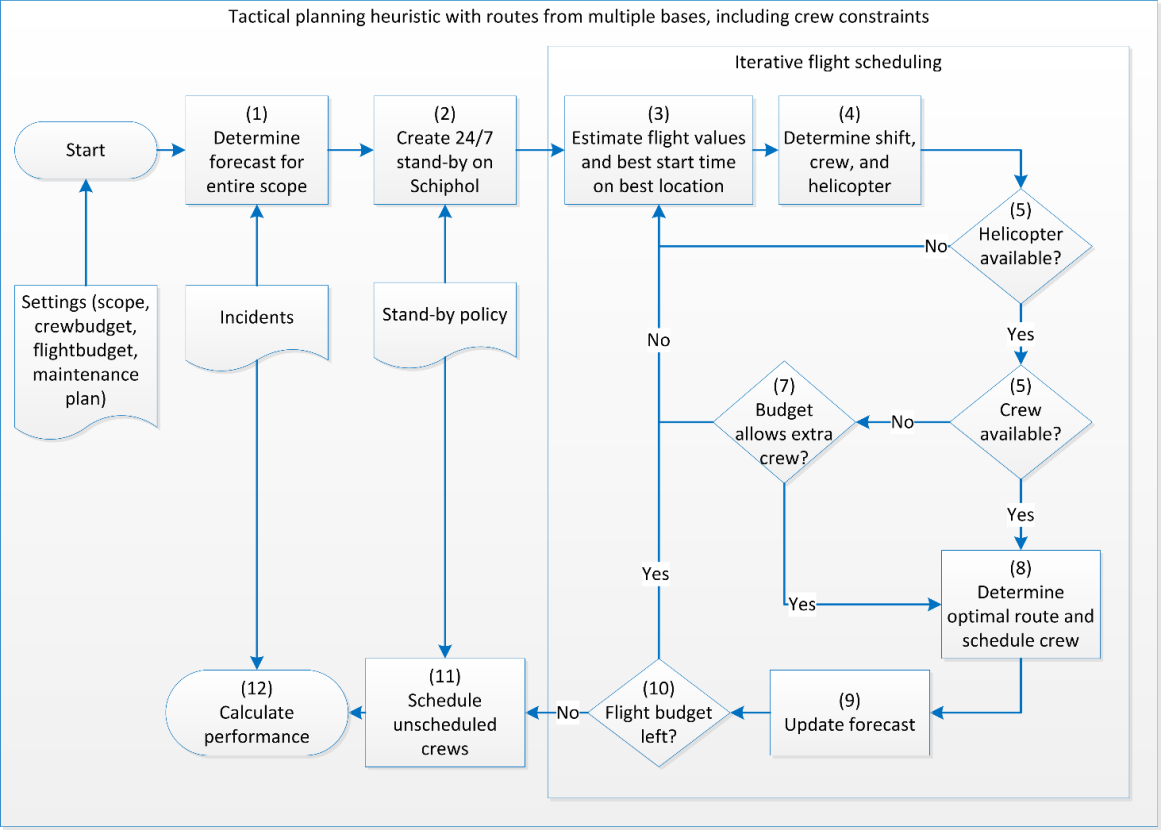 Tactical planning heuristic with routes from multiple bases, including crew constraints
Iterative flight scheduling
Start
(1)
Determine
forecast for
entire scope
(2)
Create 24/7
stand-by on
Schiphol
(3)
Estimate flight values
and best start time
on best location
(4)
Determine shift,
crew, and
helicopter
(5)
Helicopter
available?
No
Yes
Settings (scope,
crewbudget,
flightbudget,
maintenance
plan)
Incidents
Stand-by policy
No
(7)
Budget
allows extra
crew?
No
(5)
Crew
available?
Yes
Yes
Yes
(8)
Determine
optimal route and
schedule crew
(12)
Calculate
performance
(11)
Schedule
unscheduled
crews
No
(10)
Flight budget
left?
(9)
Update forecast